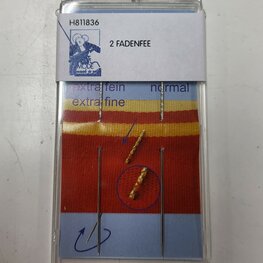 H811836
2 FADENFEE
extra fein normal
extra fine